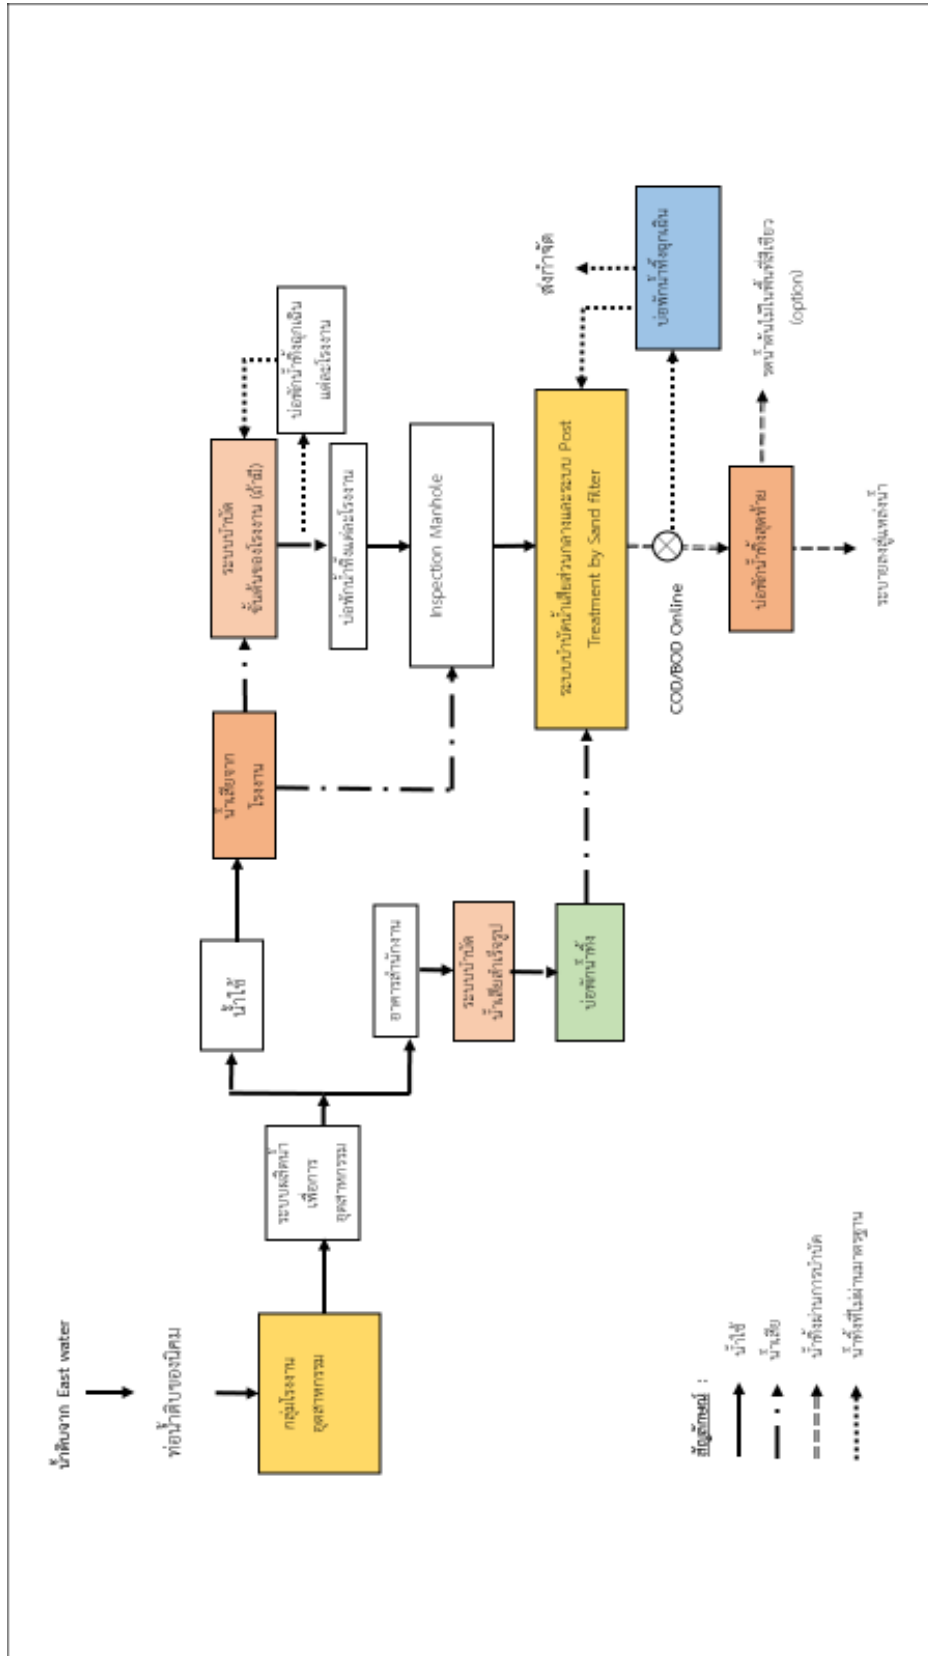 น้ำดิบจาก East water
ท่อน้ำดิบของนิคม
กลุ่มโรงงาน
อุตสาหกรรม
ระบบผลิตน้ำ
เพื่อการ
อุตสาหกรรม
น้ำใช้
น้ำเสียจาก
โรงงาน
ระบบบำบัด
ขั้นต้นของโรงงาน (ถ้ามี)
บ่อพักน้ำทิ้งฉุกเฉิน
แต่ละโรงงาน
บ่อพักน้ำทิ้งแต่ละโรงงาน
Inspection Manhole
อาคารสำนักงาน
ระบบบำบัด
น้ำเสียสำเร็จรูป
บ่อพักน้ำทิ้ง
ระบบบำบัดน้ำเสียส่วนกลางและระบบ Post
Treatment by Sand filter
ส่งกำจัด
บ่อพักน้ำทิ้งฉุกเฉิน
COD/BOD Online
บ่อพักน้ำทิ้งสุดท้าย
รดน้ำต้นไม้ในพื้นที่สีเขียว
(option)
ระบายลงสู่แหล่งน้ำ
สัญลักษณ์ :
น้ำใช้
น้ำเสีย
น้ำทิ้งผ่านการบำบัด
น้ำทิ้งที่ไม่ผ่านมาตรฐาน